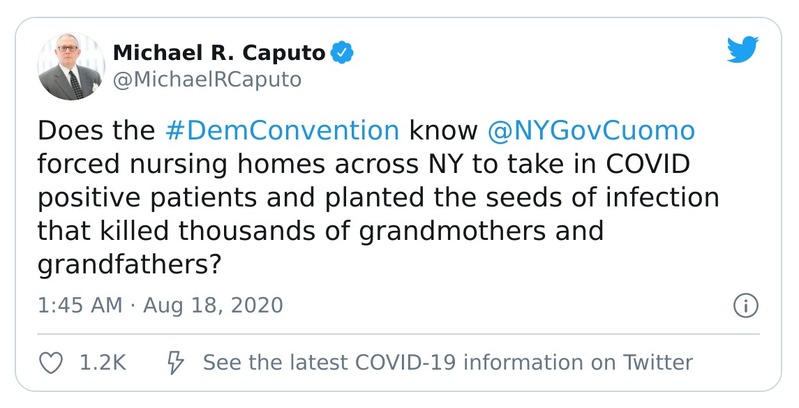 Michael R. Caputo
@MichaelRCaputo
Does the #DemConvention know @NYGovCuomo
forced nursing homes across NY to take in COVID
positive patients and planted the seeds of infection
that killed thousands of grandmothers and
grandfathers?
1:45 AM · Aug 18, 2020
1.2K See the latest COVID-19 information on Twitter